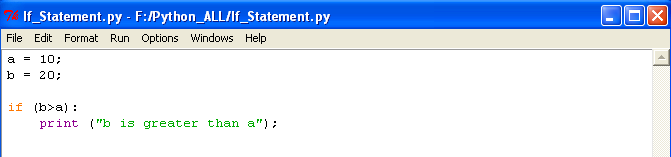 If_Statement.py - F:/Python_ALL/If_Statement.py
File Edit Format Run Options Windows Help
a = 10;
b = 20;
if (b>a):
    print ("b is greater than a");